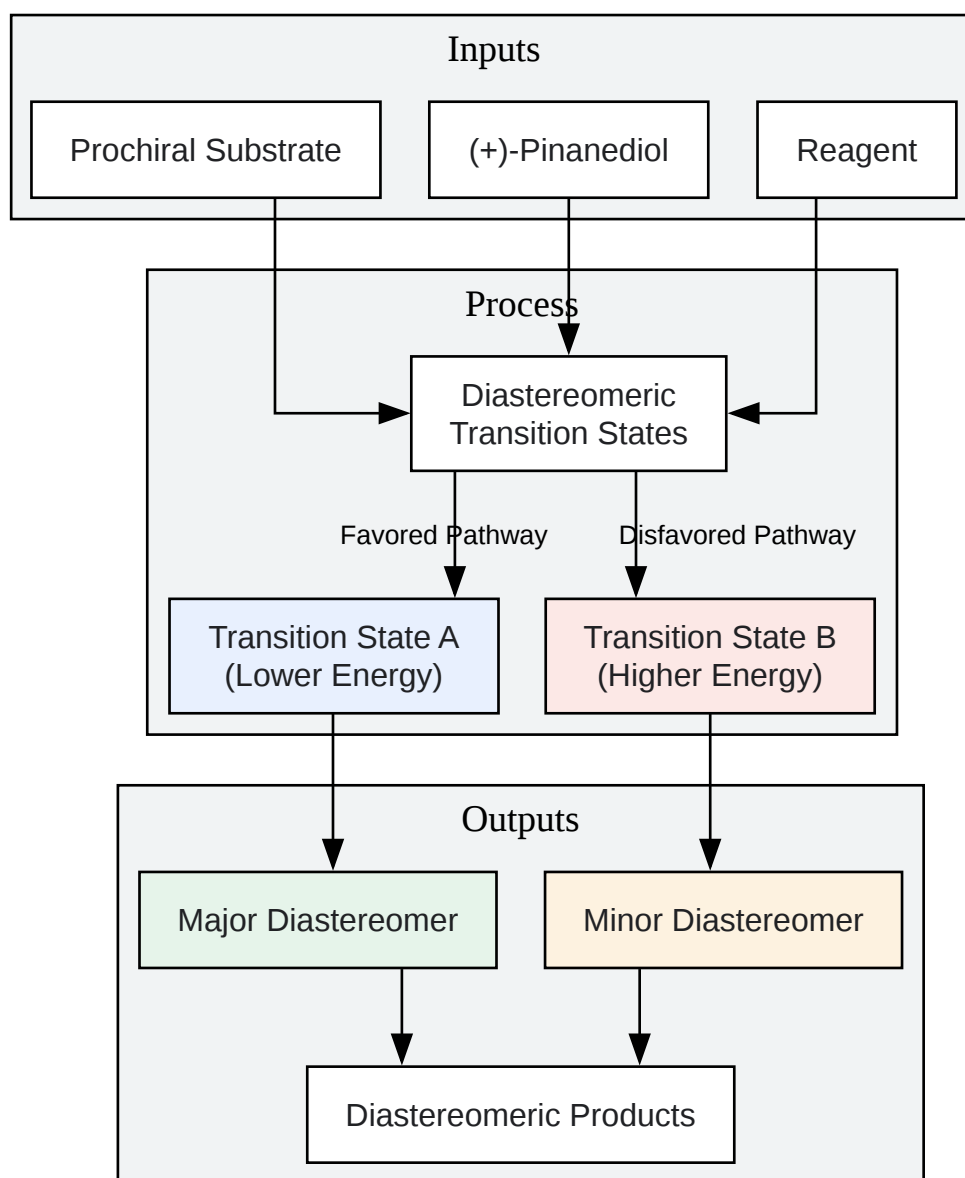 Inputs
Prochiral Substrate
(+)-Pinanediol
Reagent
Process
Diastereomeric
Transition States
Favored Pathway
Disfavored Pathway
Transition State A
(Lower Energy)
Transition State B
(Higher Energy)
Outputs
Major Diastereomer
Minor Diastereomer
Diastereomeric Products